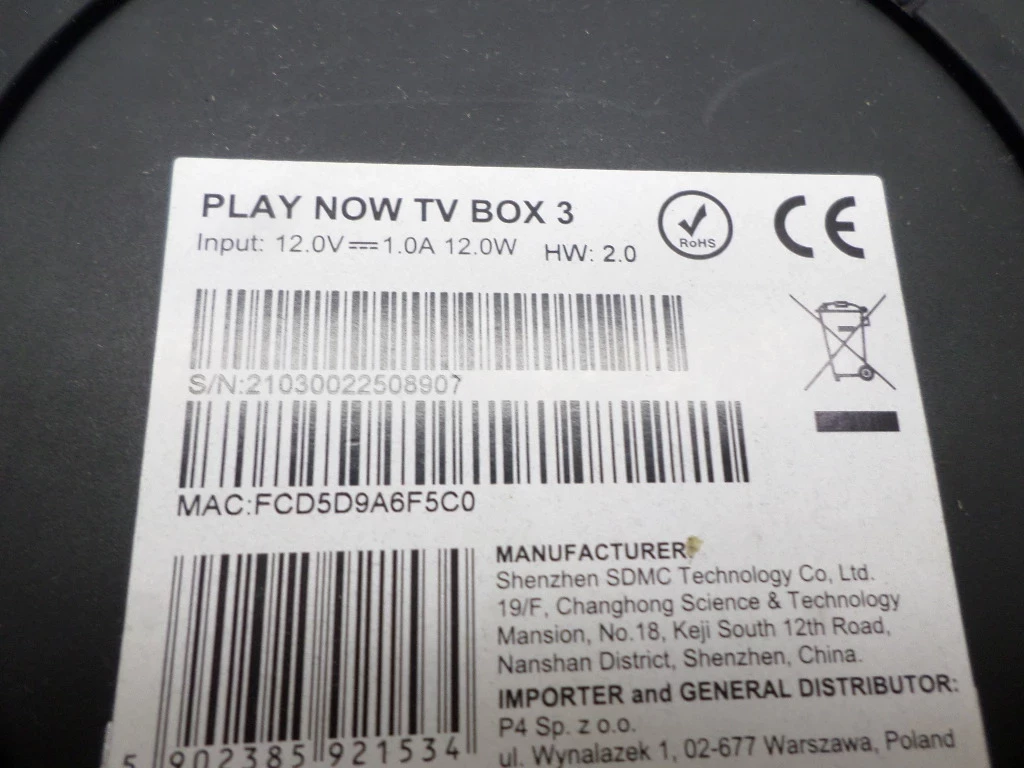 PLAY NOW TV BOX 3
Input: 12.0V⎓1.0A 12.0W HW: 2.0
RoHS
CE
S/N:21030022508907
MAC:FCD5D9A6F5C0
MANUFACTURER
Shenzhen SDMC Technology Co, Ltd.
19/F, Changhong Science & Technology
Mansion, No.18, Keji South 12th Road,
Nanshan District, Shenzhen, China.
IMPORTER and GENERAL DISTRIBUTOR:
P4 Sp. z o.o.
ul. Wynalazek 1, 02-677 Warszawa, Poland
5 902385 921534